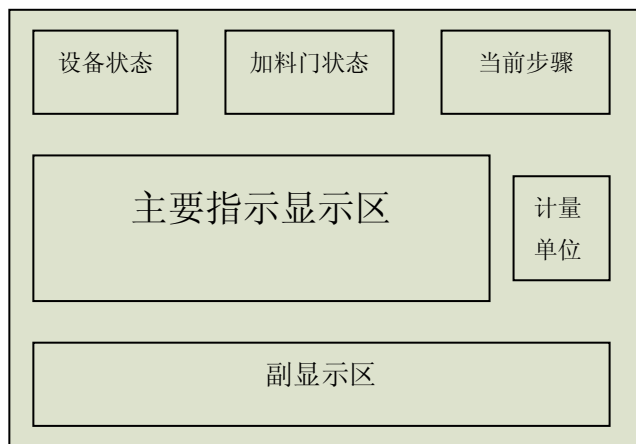 设备状态
加料门状态
当前步骤
主要指示显示区
计量
单位
副显示区